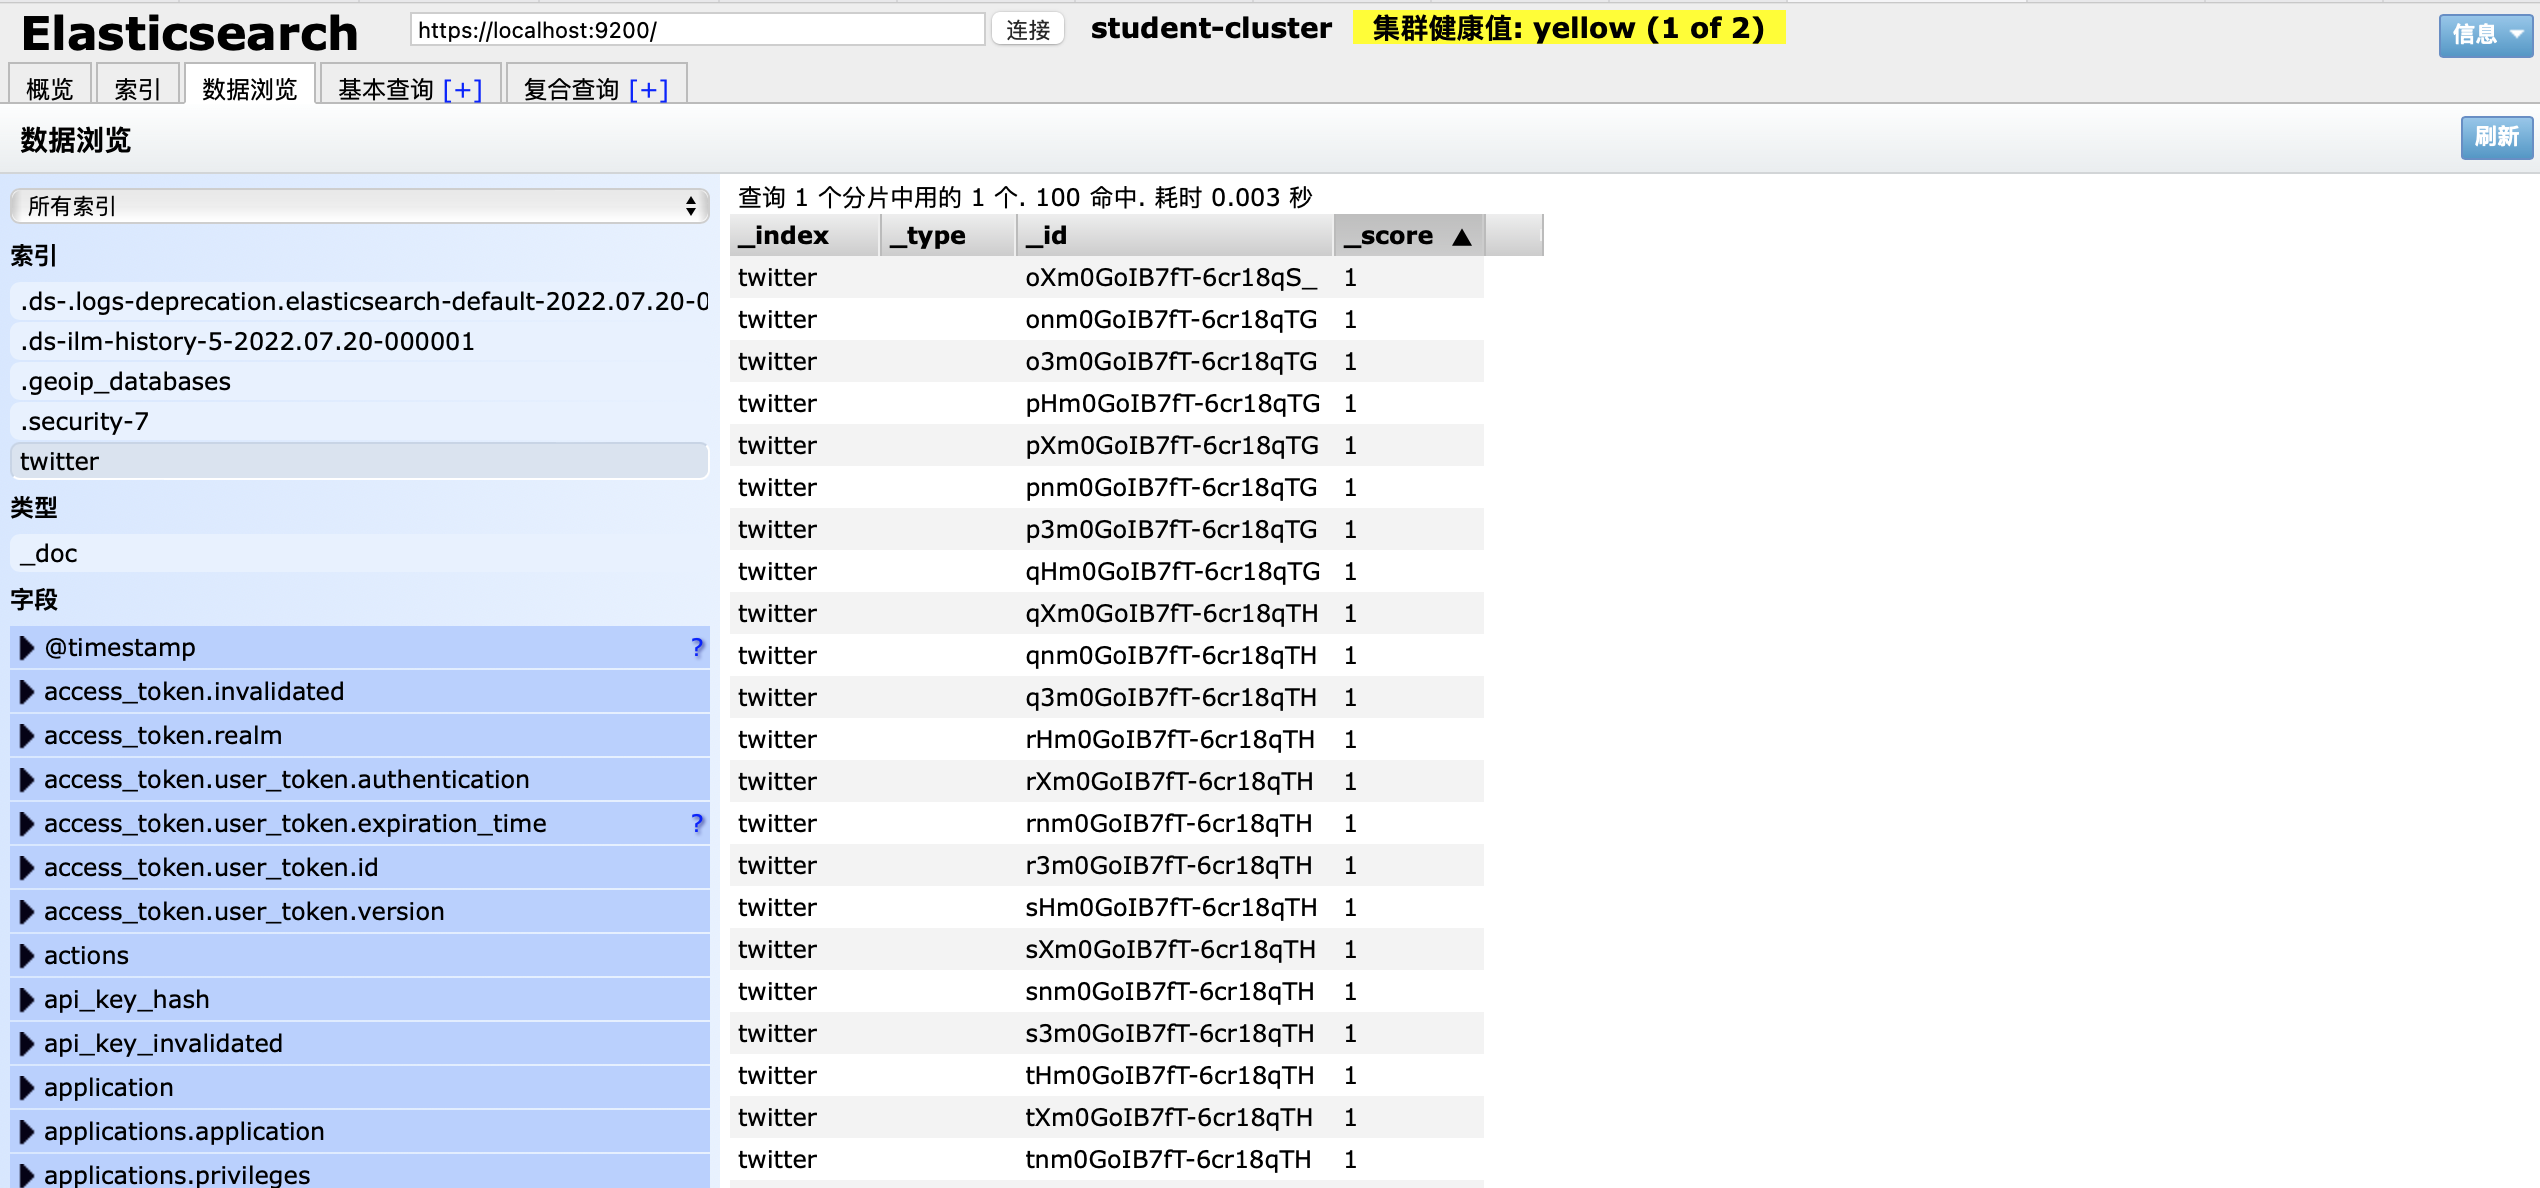 Elasticsearch
https://localhost:9200/
连接
student-cluster
集群健康值: yellow (1 of 2)
信息
概览 索引 数据浏览 基本查询 [+] 复合查询 [+]
数据浏览
刷新
所有索引
索引
.ds-.logs-deprecation.elasticsearch-default-2022.07.20-0
.ds-ilm-history-5-2022.07.20-000001
.geoip_databases
.security-7
twitter
类型
_doc
字段
@timestamp ?
access_token.invalidated
access_token.realm
access_token.user_token.authentication
access_token.user_token.expiration_time ?
access_token.user_token.id
access_token.user_token.version
actions
api_key_hash
api_key_invalidated
application
applications.application
applications.privileges
查询 1 个分片中用的 1 个. 100 命中. 耗时 0.003 秒
_index _type _id _score ▲
twitter oXm0GoIB7fT-6cr18qS_ 1
twitter onm0GoIB7fT-6cr18qTG 1
twitter o3m0GoIB7fT-6cr18qTG 1
twitter pHm0GoIB7fT-6cr18qTG 1
twitter pXm0GoIB7fT-6cr18qTG 1
twitter pnm0GoIB7fT-6cr18qTG 1
twitter p3m0GoIB7fT-6cr18qTG 1
twitter qHm0GoIB7fT-6cr18qTG 1
twitter qXm0GoIB7fT-6cr18qTH 1
twitter qnm0GoIB7fT-6cr18qTH 1
twitter q3m0GoIB7fT-6cr18qTH 1
twitter rHm0GoIB7fT-6cr18qTH 1
twitter rXm0GoIB7fT-6cr18qTH 1
twitter rnm0GoIB7fT-6cr18qTH 1
twitter r3m0GoIB7fT-6cr18qTH 1
twitter sHm0GoIB7fT-6cr18qTH 1
twitter sXm0GoIB7fT-6cr18qTH 1
twitter snm0GoIB7fT-6cr18qTH 1
twitter s3m0GoIB7fT-6cr18qTH 1
twitter tHm0GoIB7fT-6cr18qTH 1
twitter tXm0GoIB7fT-6cr18qTH 1
twitter tnm0GoIB7fT-6cr18qTH 1